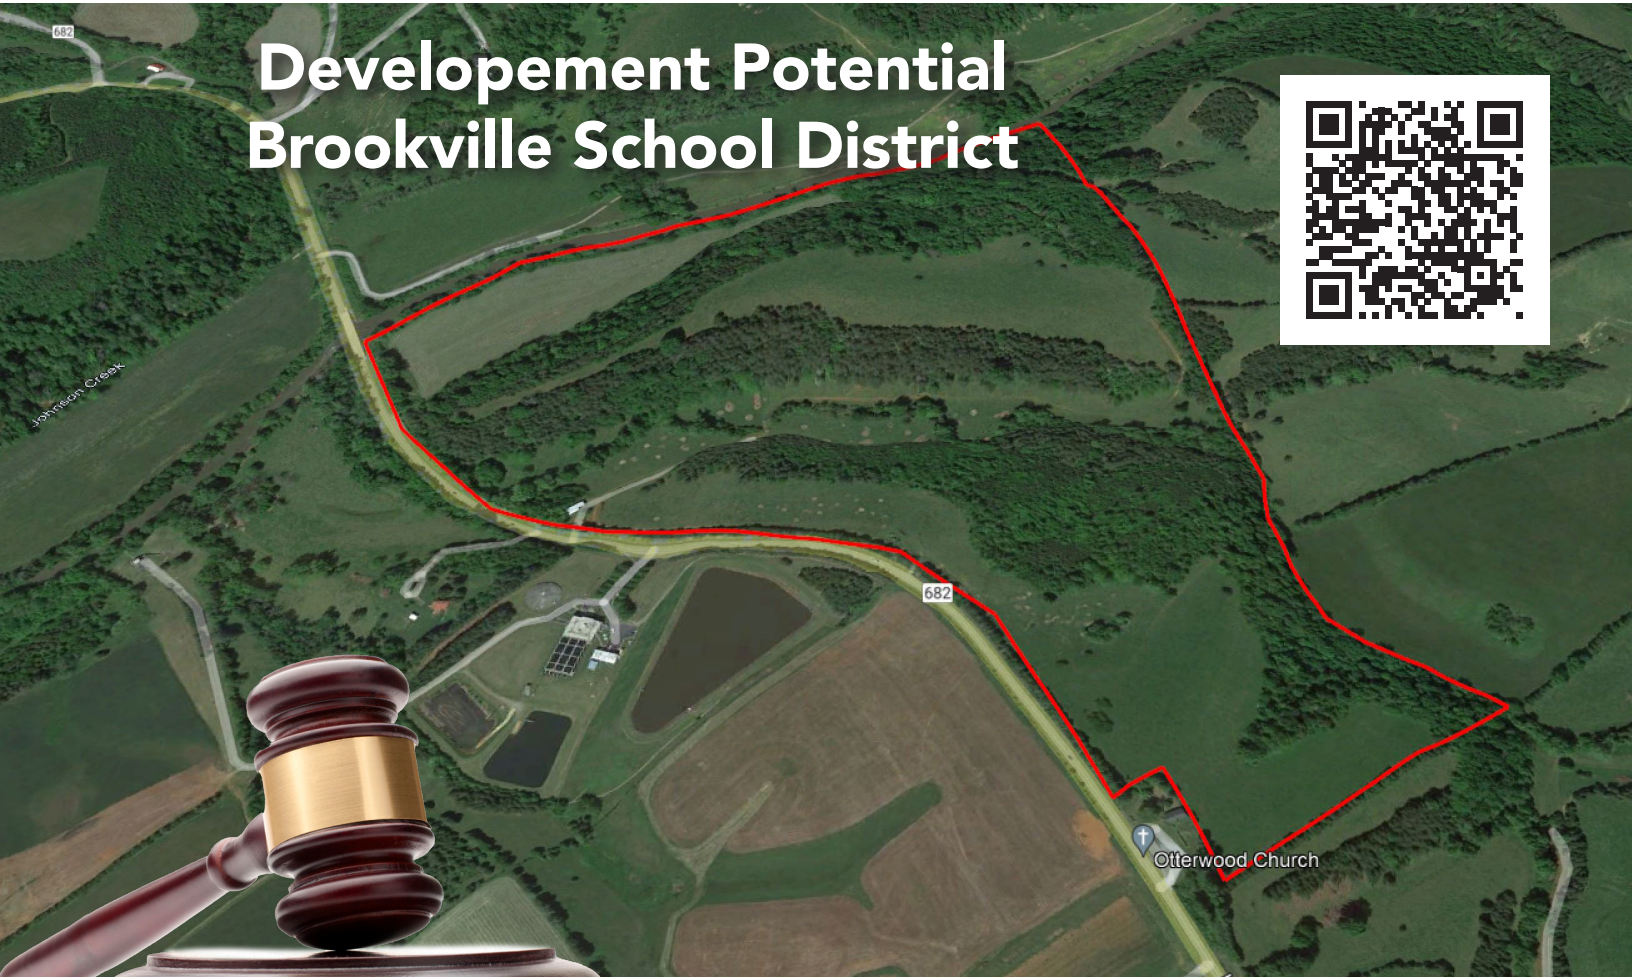 682
Developement Potential
Brookville School District
Johnson Creek
682
Otterwood Church